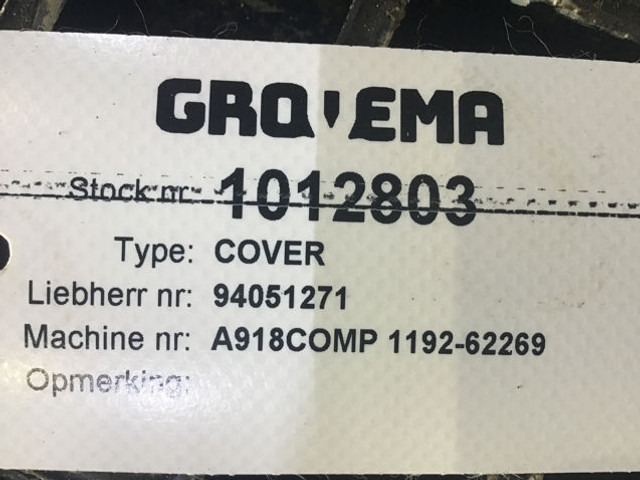 GROVEMA
Stock nr: 1012803
Type: COVER
Liebherr nr: 94051271
Machine nr: A918COMP 1192-62269
Opmerking: